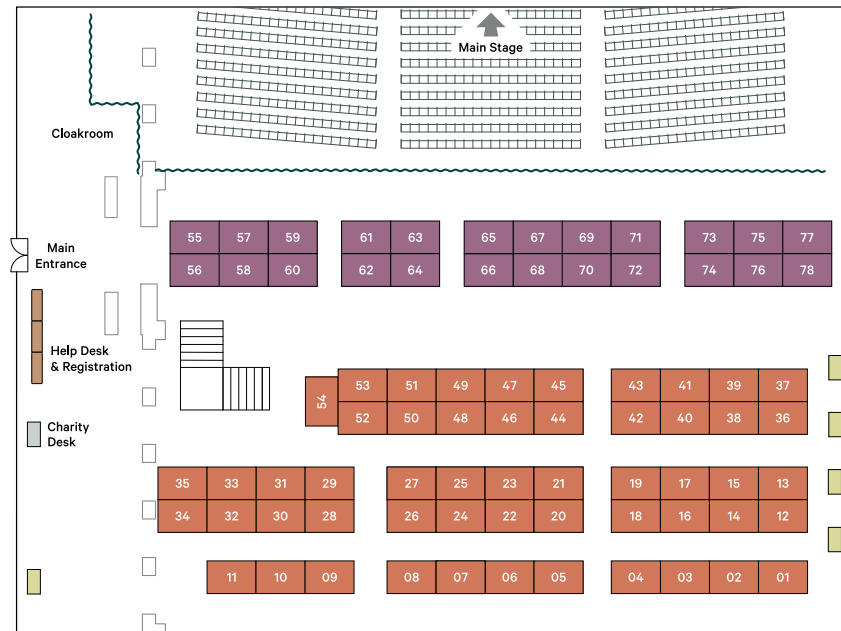 Main Stage
Cloakroom
55 57 59 61 63 65 67 69 71 73 75 77
Main
Entrance
56 58 60 62 64 66 68 70 72 74 76 78
Help Desk
& Registration
54
53 51 49 47 45 43 41 39 37
52 50 48 46 44 42 40 38 36
Charity
Desk
35 33 31 29 27 25 23 21 19 17 15 13
34 32 30 28 26 24 22 20 18 16 14 12
11 10 09 08 07 06 05 04 03 02 01